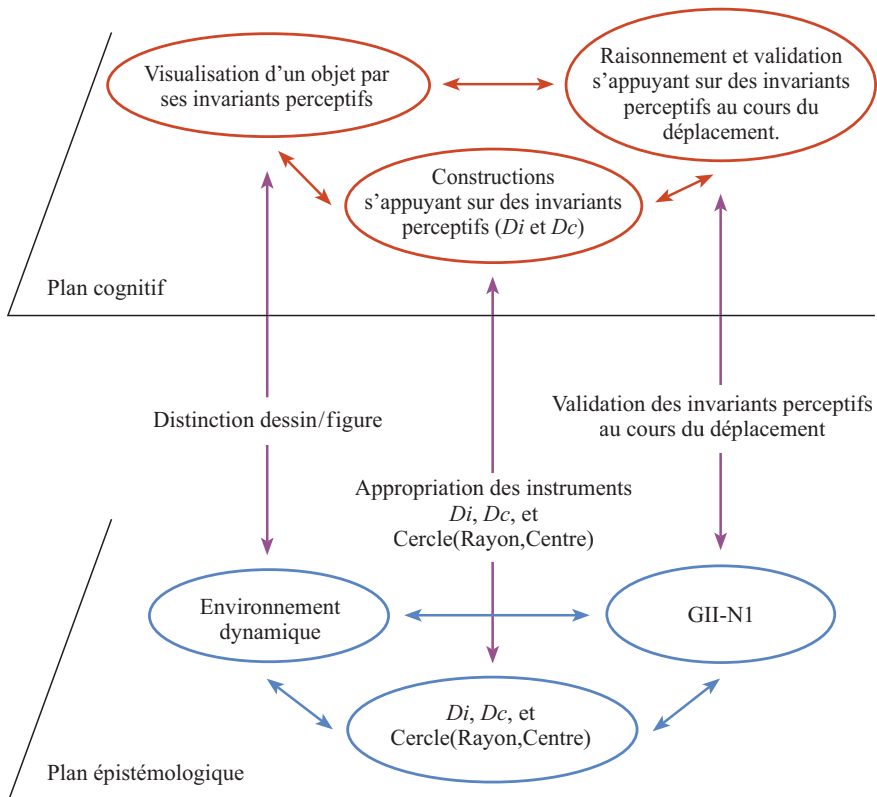 Visualisation d’un objet par
ses invariants perceptifs
Raisonnement et validation
s’appuyant sur des invariants
perceptifs au cours du
déplacement.
Constructions
s’appuyant sur des invariants
perceptifs (Di et Dc)
Plan cognitif
Distinction dessin/figure
Validation des invariants perceptifs
au cours du déplacement
Appropriation des instruments
Di, Dc, et
Cercle(Rayon,Centre)
Environnement
dynamique
GII-N1
Di, Dc, et
Cercle(Rayon,Centre)
Plan épistémologique